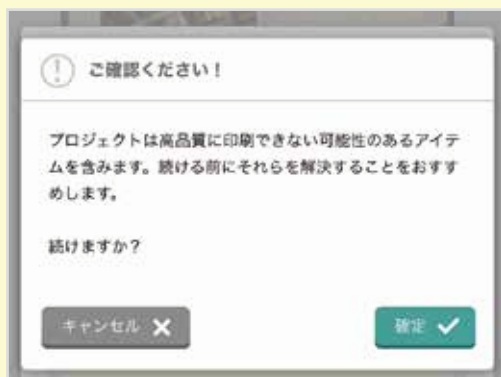 ご確認ください！
プロジェクトは高品質に印刷できない可能性のあるアイテ
ムを含みます。続ける前にそれらを解決することをおすす
めします。
続けますか？
キャンセル
確定